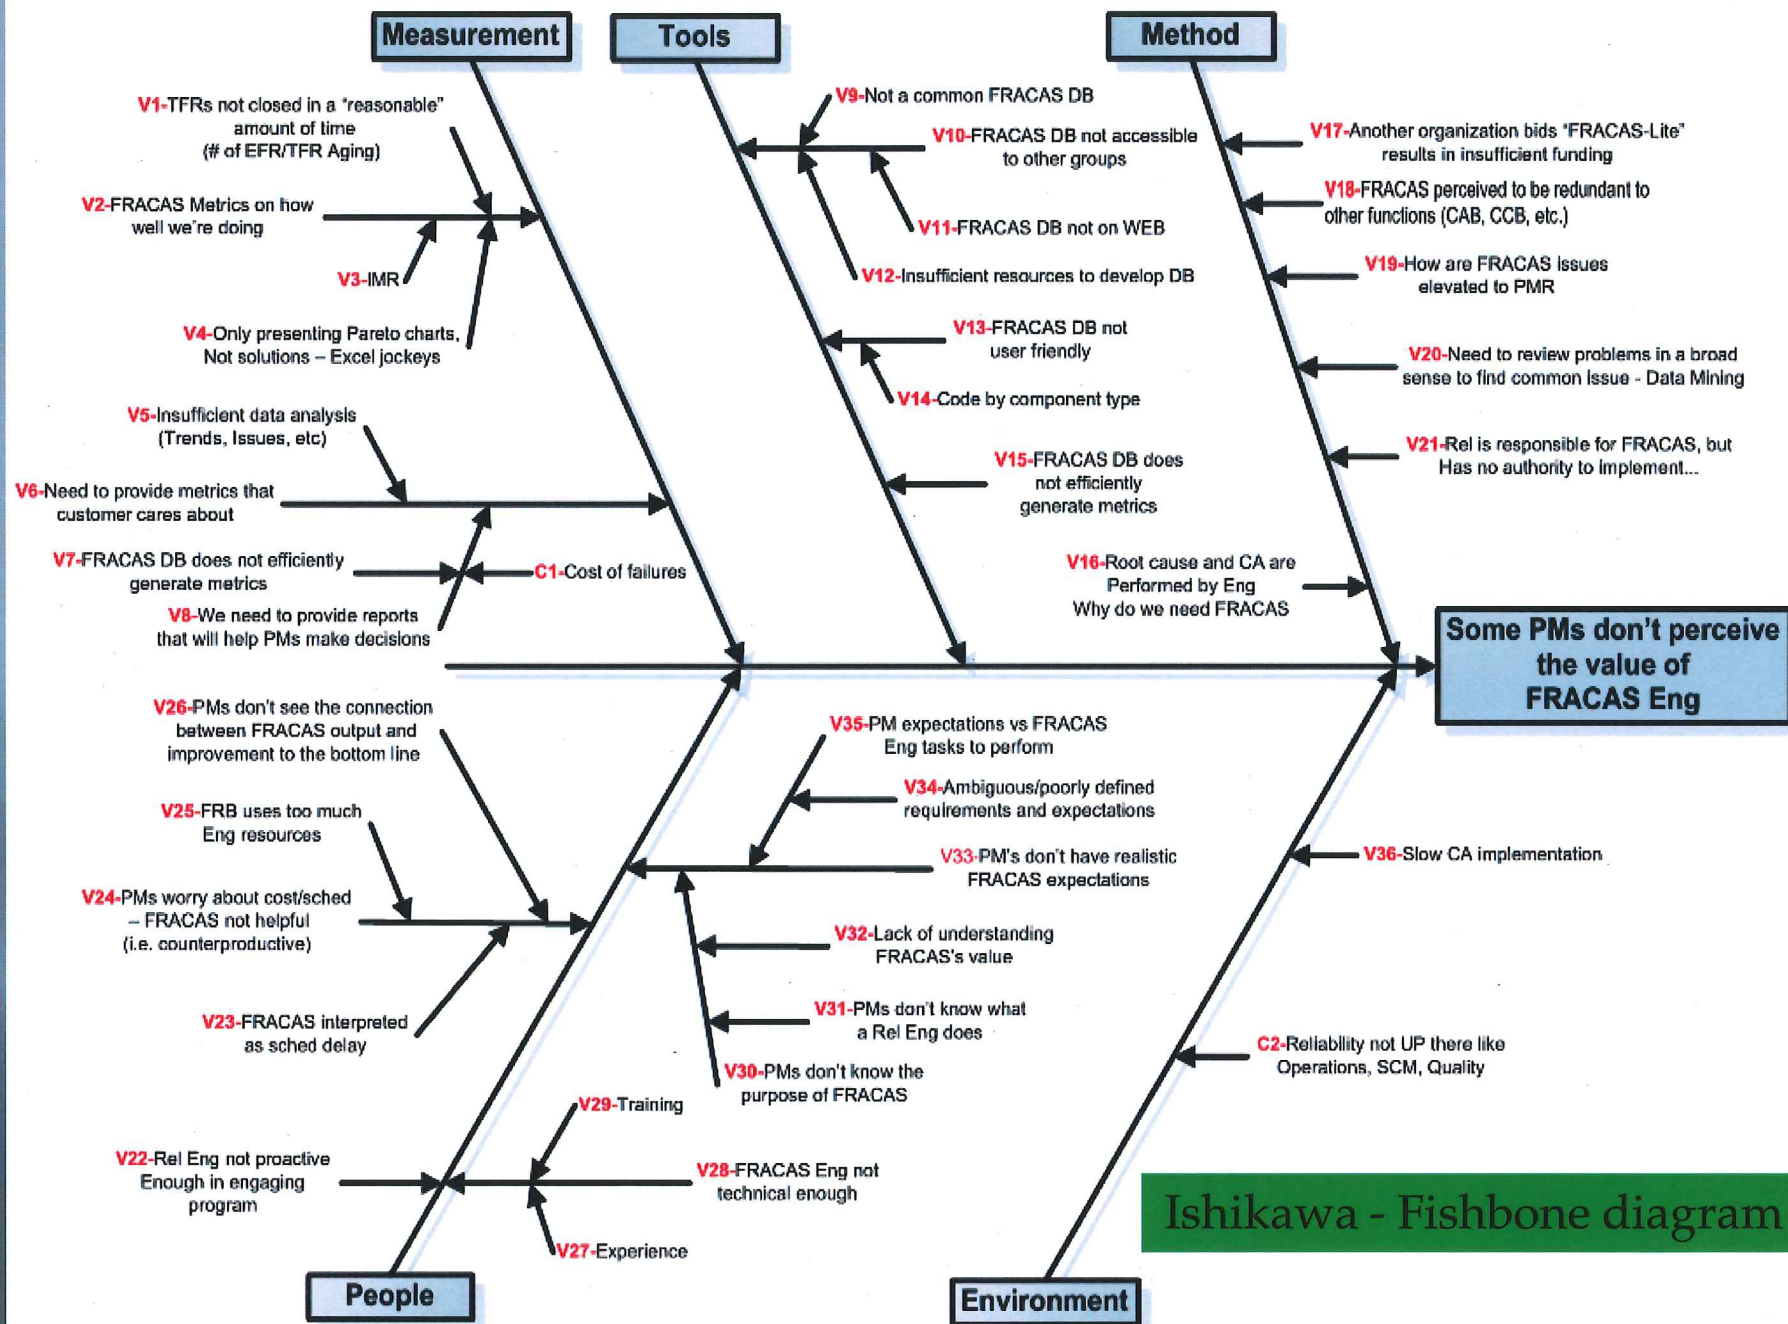 Measurement
Tools
Method
V1-TFRs not closed in a "reasonable"
amount of time
(# of EFR/TFR Aging)
V2-FRACAS Metrics on how
well we're doing
V3-IMR
V4-Only presenting Pareto charts,
Not solutions – Excel jockeys
V5-Insufficient data analysis
(Trends, Issues, etc)
V6-Need to provide metrics that
customer cares about
V7-FRACAS DB does not efficiently
generate metrics
C1-Cost of failures
V8-We need to provide reports
that will help PMs make decisions
V9-Not a common FRACAS DB
V10-FRACAS DB not accessible
to other groups
V11-FRACAS DB not on WEB
V12-Insufficient resources to develop DB
V13-FRACAS DB not
user friendly
V14-Code by component type
V15-FRACAS DB does
not efficiently
generate metrics
V17-Another organization bids "FRACAS-Lite"
results in insufficient funding
V18-FRACAS perceived to be redundant to
other functions (CAB, CCB, etc.)
V19-How are FRACAS Issues
elevated to PMR
V20-Need to review problems in a broad
sense to find common Issue - Data Mining
V21-Rel is responsible for FRACAS, but
Has no authority to implement...
V16-Root cause and CA are
Performed by Eng
Why do we need FRACAS
Some PMs don't perceive
the value of
FRACAS Eng
V26-PMs don't see the connection
between FRACAS output and
improvement to the bottom line
V25-FRB uses too much
Eng resources
V24-PMs worry about cost/sched
– FRACAS not helpful
(i.e. counterproductive)
V23-FRACAS interpreted
as sched delay
V22-Rel Eng not proactive
Enough in engaging
program
V35-PM expectations vs FRACAS
Eng tasks to perform
V34-Ambiguous/poorly defined
requirements and expectations
V33-PM's don't have realistic
FRACAS expectations
V32-Lack of understanding
FRACAS's value
V31-PMs don't know what
a Rel Eng does
V30-PMs don't know the
purpose of FRACAS
V29-Training
V28-FRACAS Eng not
technical enough
V27-Experience
V36-Slow CA implementation
C2-Reliability not UP there like
Operations, SCM, Quality
Ishikawa - Fishbone diagram
People
Environment